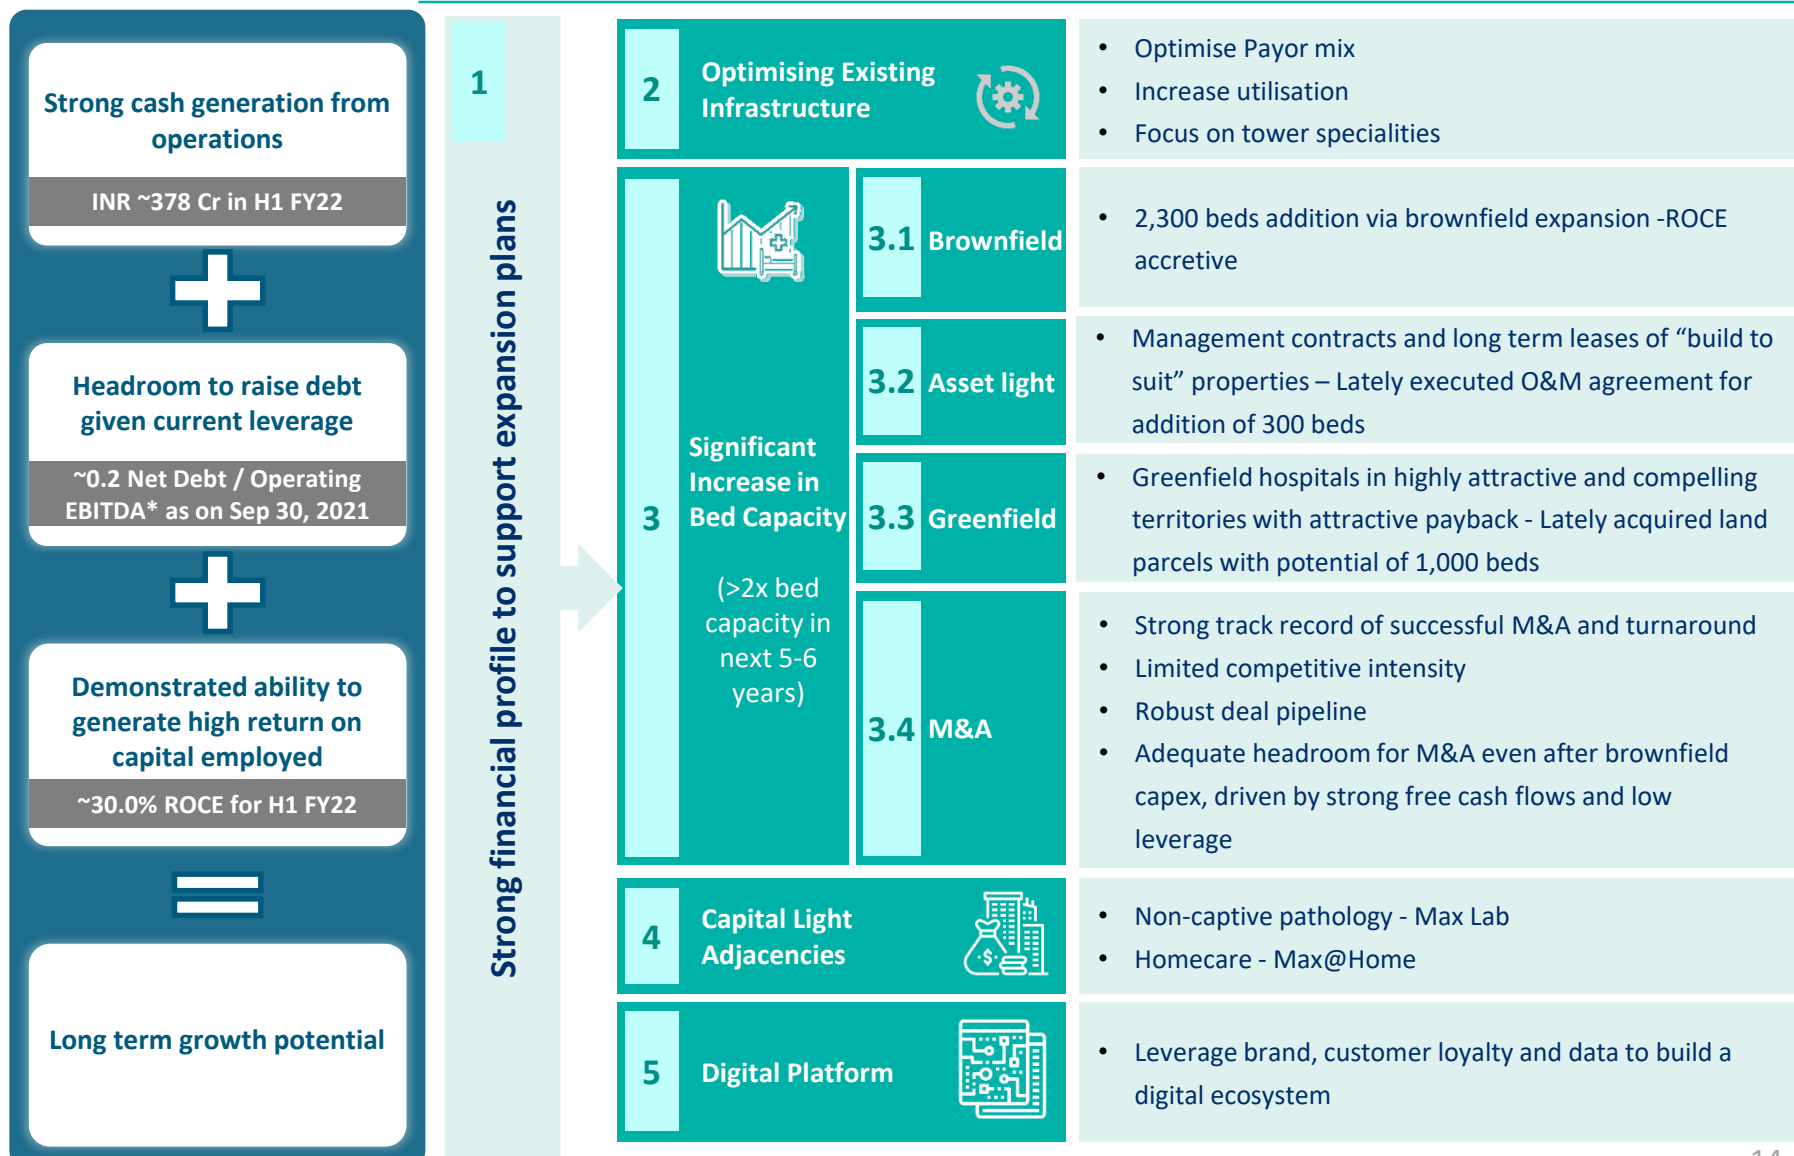 Strong cash generation from
operations
INR ~378 Cr in H1 FY22
Headroom to raise debt
given current leverage
~0.2 Net Debt / Operating
EBITDA* as on Sep 30, 2021
Demonstrated ability to
generate high return on
capital employed
~30.0% ROCE for H1 FY22
Long term growth potential
1
Strong financial profile to support expansion plans
2
Optimising Existing
Infrastructure
• Optimise Payor mix
• Increase utilisation
• Focus on tower specialities
3
Significant
Increase in
Bed Capacity
(>2x bed
capacity in
next 5-6
years)
3.1 Brownfield
• 2,300 beds addition via brownfield expansion -ROCE
accretive
3.2 Asset light
• Management contracts and long term leases of “build to
suit” properties – Lately executed O&M agreement for
addition of 300 beds
3.3 Greenfield
• Greenfield hospitals in highly attractive and compelling
territories with attractive payback - Lately acquired land
parcels with potential of 1,000 beds
3.4 M&A
• Strong track record of successful M&A and turnaround
• Limited competitive intensity
• Robust deal pipeline
• Adequate headroom for M&A even after brownfield
capex, driven by strong free cash flows and low
leverage
4
Capital Light
Adjacencies
• Non-captive pathology - Max Lab
• Homecare - Max@Home
5
Digital Platform
• Leverage brand, customer loyalty and data to build a
digital ecosystem